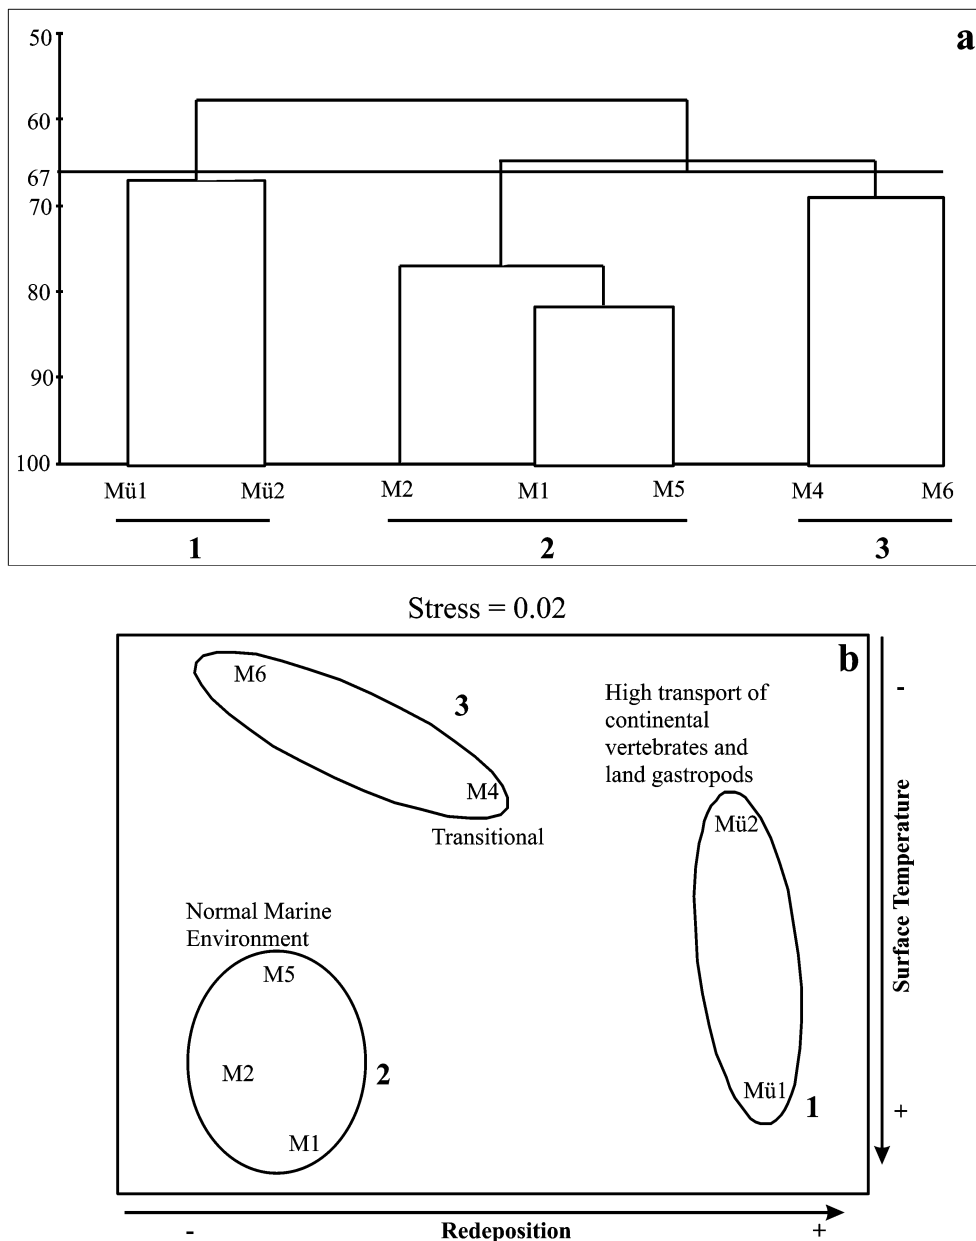 a
50
60
67
70
80
90
100
Mü1 Mü2 M2 M1 M5 M4 M6
1 2 3
Stress = 0.02
b
M6
3
M4
Transitional
High transport of
continental
vertebrates and
land gastropods
Mü2
Mü1
1
Normal Marine
Environment
M5
M2
2
M1
-
Surface Temperature
+
- Redeposition +